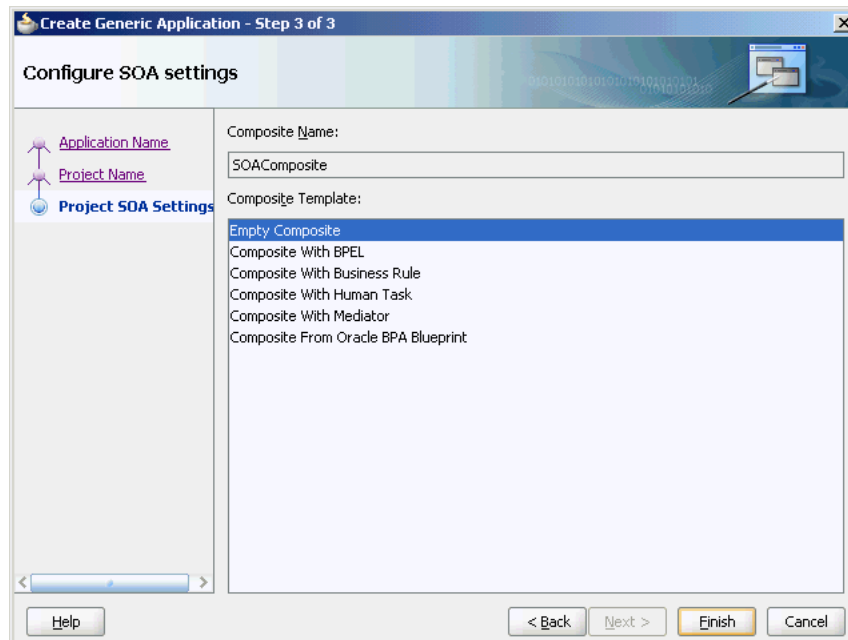 Create Generic Application - Step 3 of 3
Configure SOA settings
Application Name
Project Name
Project SOA Settings
Composite Name:
SOAComposite
Composite Template:
Empty Composite
Composite With BPEL
Composite With Business Rule
Composite With Human Task
Composite With Mediator
Composite From Oracle BPA Blueprint
Help
< Back
Next >
Finish
Cancel